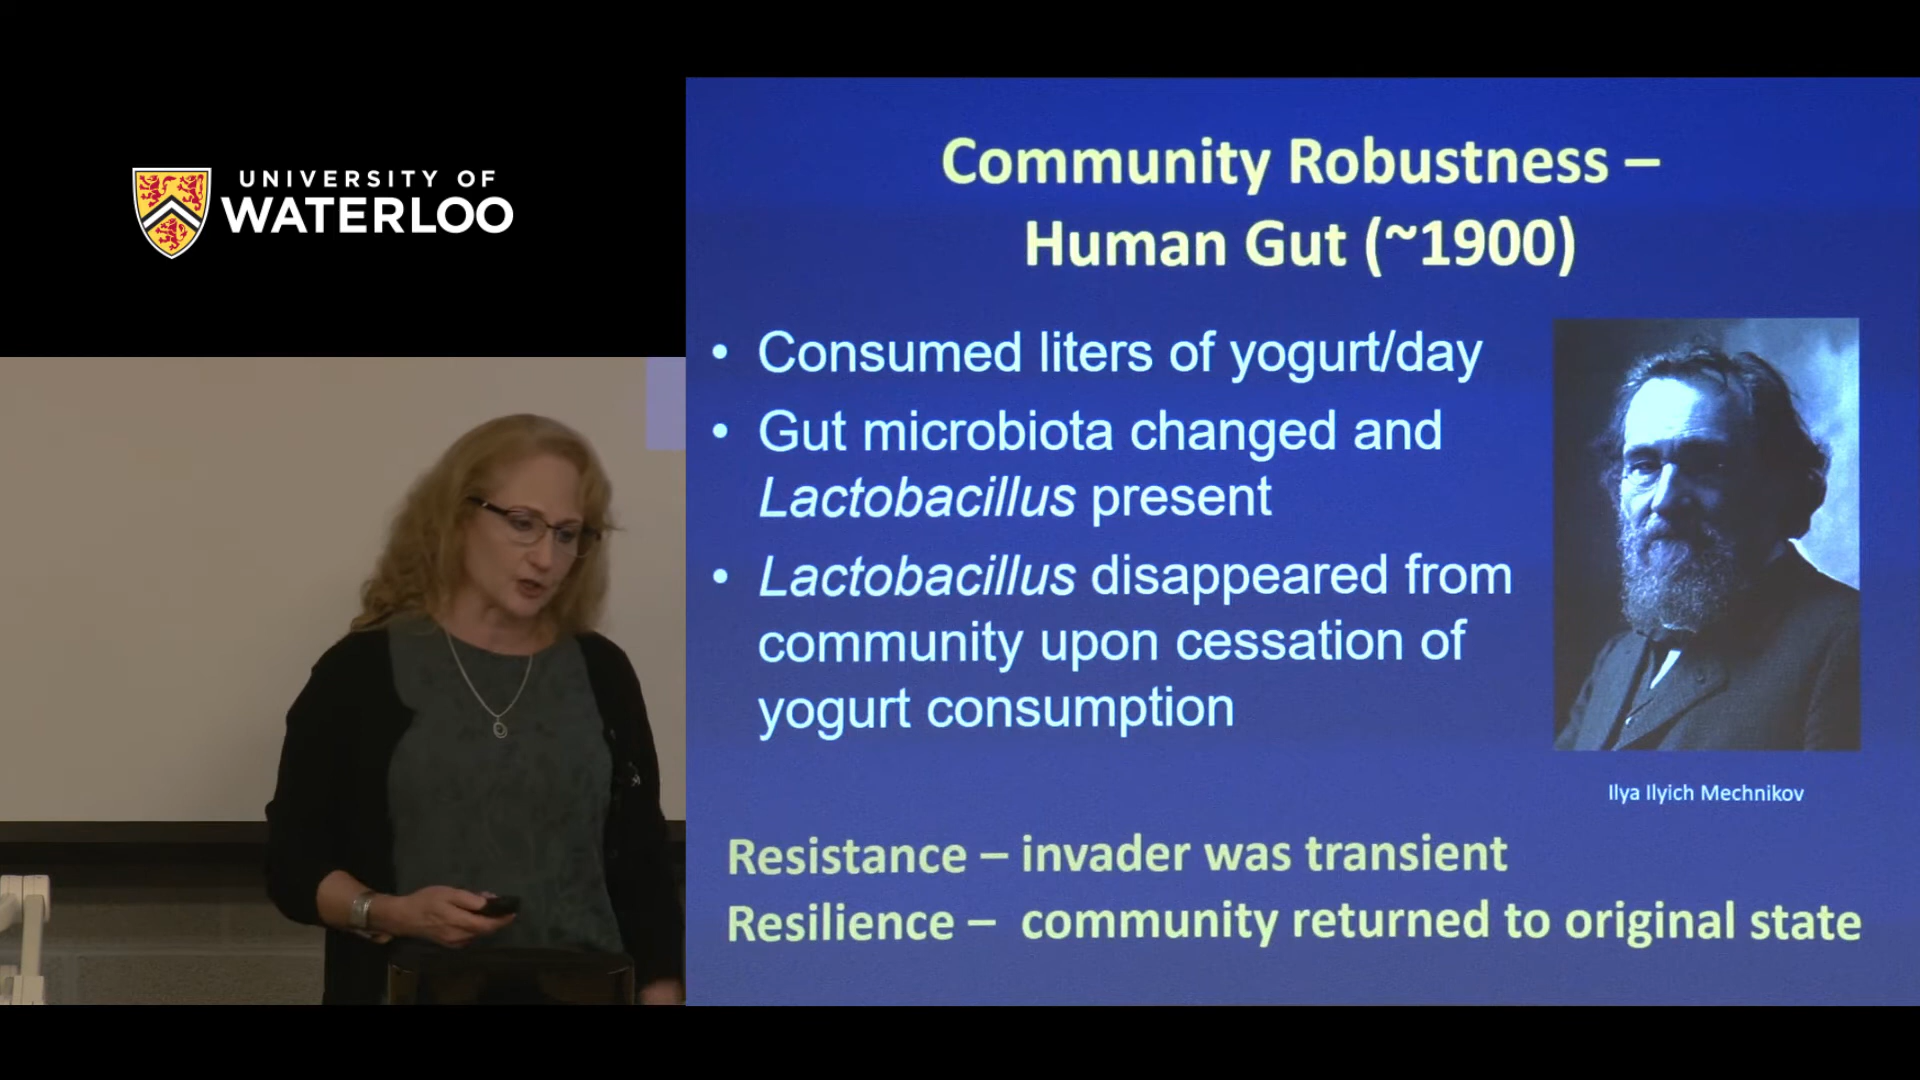 UNIVERSITY OF
WATERLOO
Community Robustness –
Human Gut (~1900)
• Consumed liters of yogurt/day
• Gut microbiota changed and
Lactobacillus present
• Lactobacillus disappeared from
community upon cessation of
yogurt consumption
Ilya Ilyich Mechnikov
Resistance – invader was transient
Resilience – community returned to original state